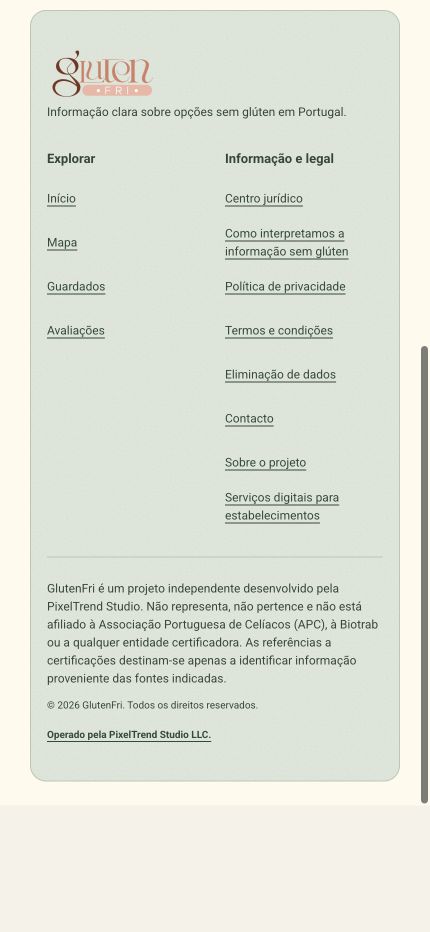 gluten
• FRI •
Informação clara sobre opções sem glúten em Portugal.
Explorar
Início
Mapa
Guardados
Avaliações
Informação e legal
Centro jurídico
Como interpretamos a
informação sem glúten
Política de privacidade
Termos e condições
Eliminação de dados
Contacto
Sobre o projeto
Serviços digitais para
estabelecimentos
GlutenFri é um projeto independente desenvolvido pela
PixelTrend Studio. Não representa, não pertence e não está
afiliado à Associação Portuguesa de Celíacos (APC), à Biotrab
ou a qualquer entidade certificadora. As referências a
certificações destinam-se apenas a identificar informação
proveniente das fontes indicadas.
© 2026 GlutenFri. Todos os direitos reservados.
Operado pela PixelTrend Studio LLC.